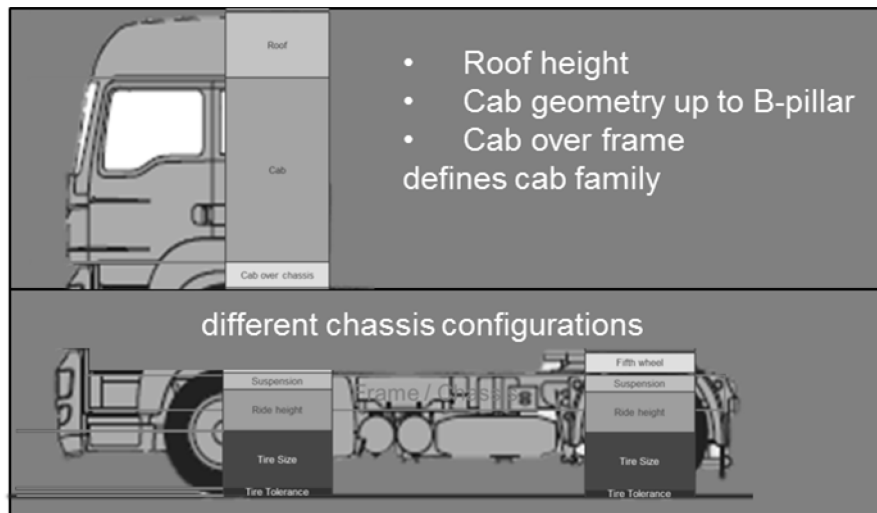 Roof
• Roof height
• Cab geometry up to B-pillar
• Cab over frame
defines cab family
Cab
Cab over chassis
different chassis configurations
Fifth wheel
Suspension
Suspension
Frame / Chassis
Ride height
Ride height
Tire Size
Tire Size
Tire Tolerance
Tire Tolerance